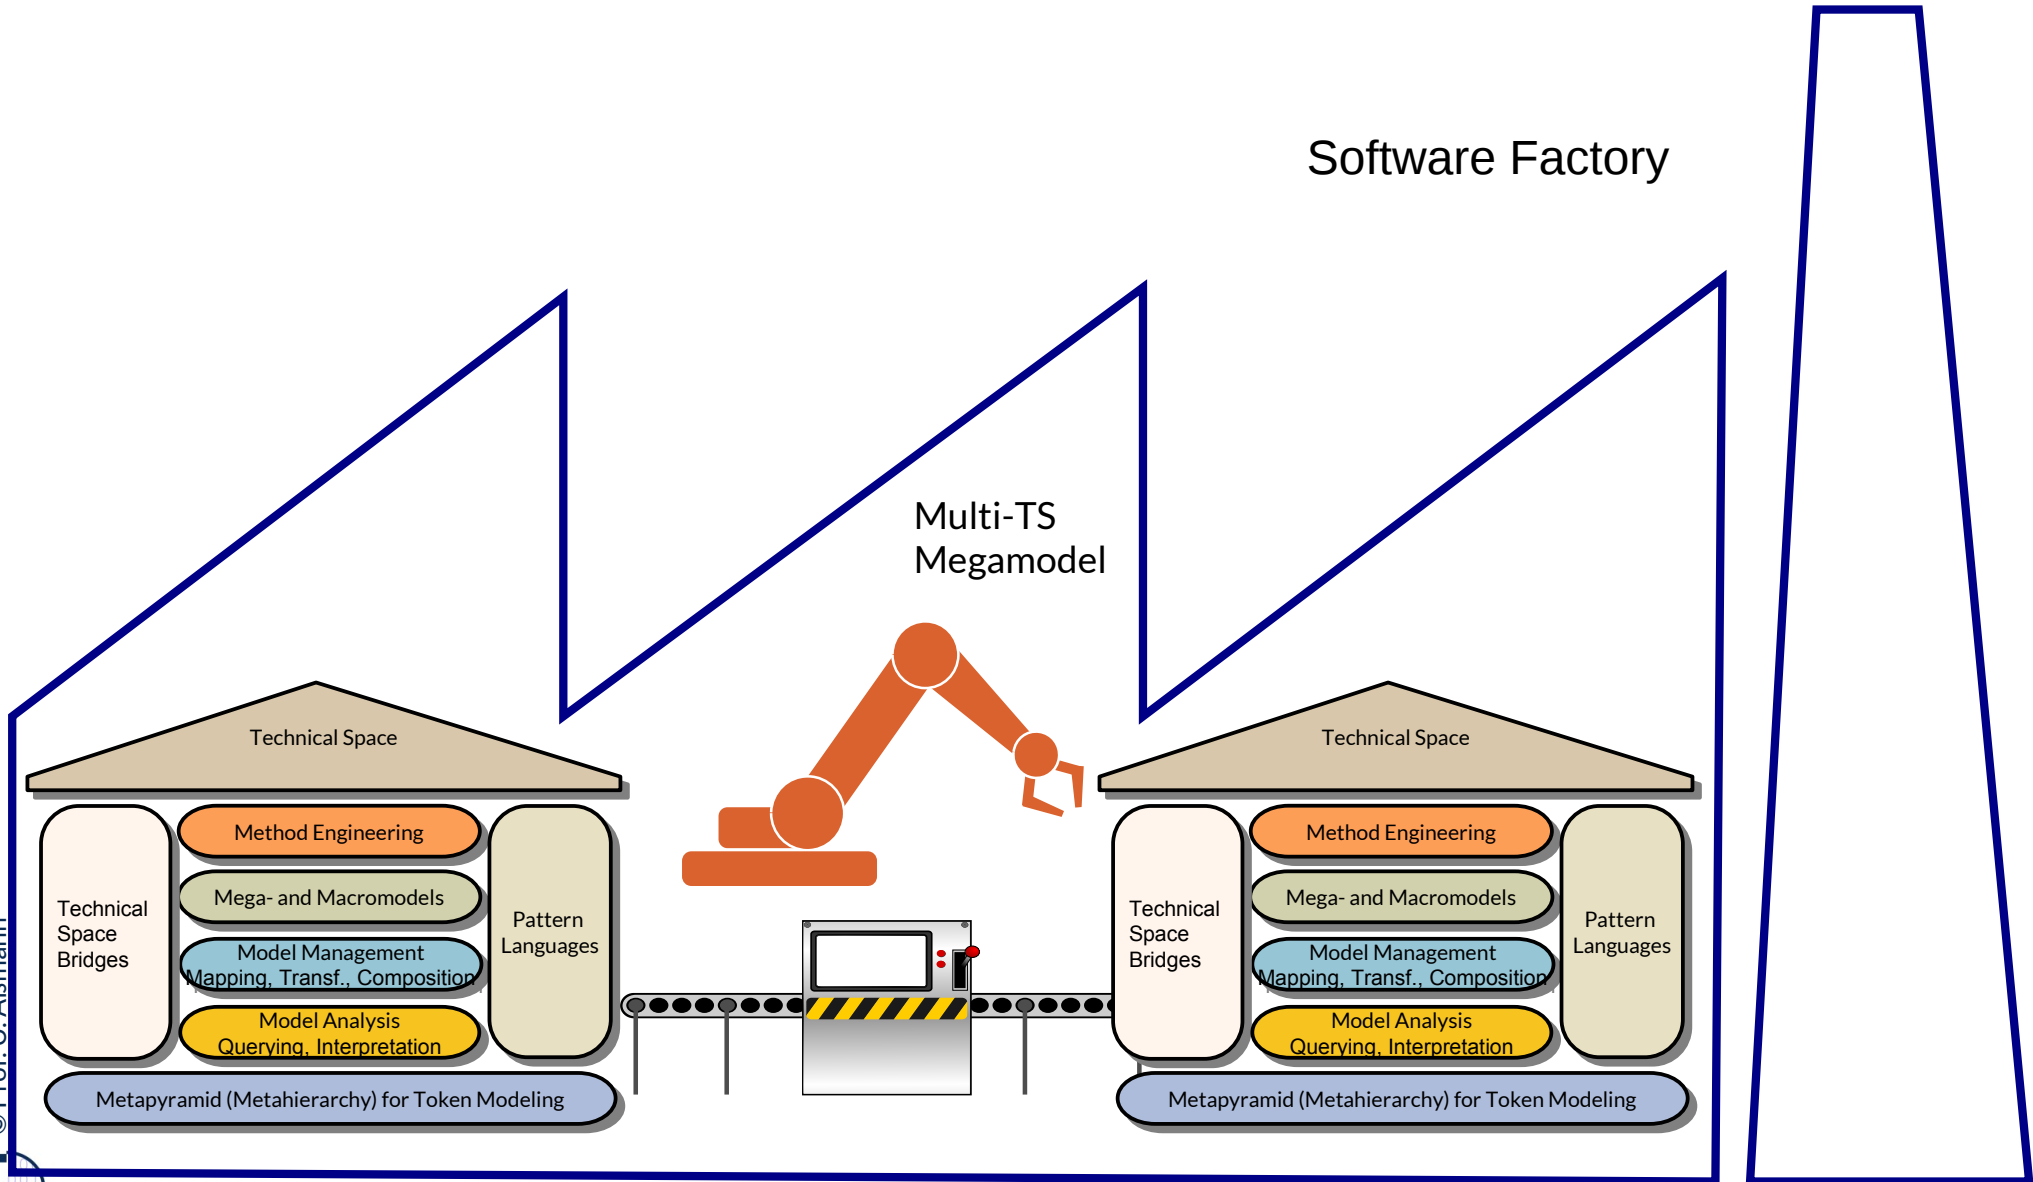 Software Factory
Multi-TS
Megamodel
Technical Space
Method Engineering
Mega- and Macromodels
Model Management
Mapping, Transf., Composition
Model Analysis
Querying, Interpretation
Technical
Space
Bridges
Pattern
Languages
Metapyramid (Metahierarchy) for Token Modeling
Technical Space
Method Engineering
Mega- and Macromodels
Model Management
Mapping, Transf., Composition
Model Analysis
Querying, Interpretation
Technical
Space
Bridges
Pattern
Languages
Metapyramid (Metahierarchy) for Token Modeling